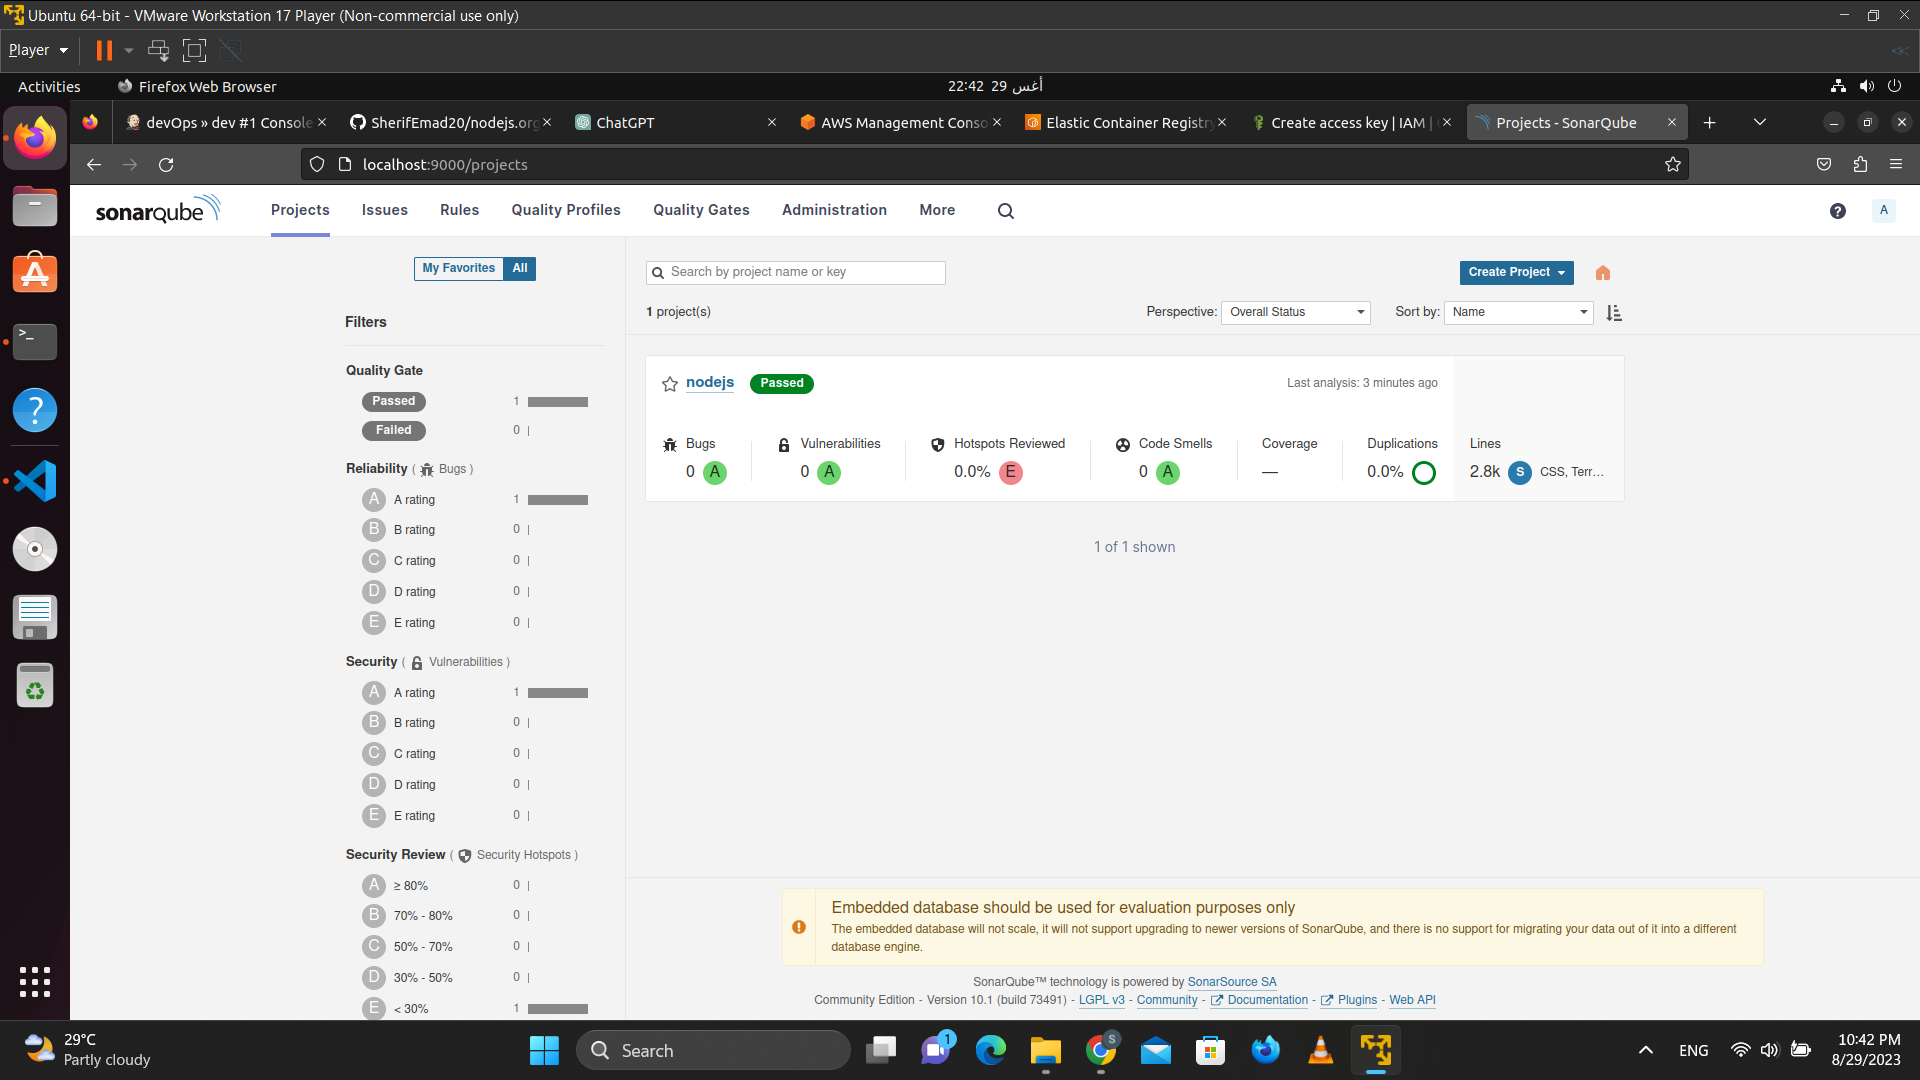 Ubuntu 64-bit - VMware Workstation 17 Player (Non-commercial use only)
Player
Activities
Firefox Web Browser
22:42 29 أغس
devOps » dev #1 Console
SherifEmad20/nodejs.org
ChatGPT
AWS Management Conso
Elastic Container Registry
Create access key | IAM |
Projects - SonarQube
localhost:9000/projects
sonarqube
Projects
Issues
Rules
Quality Profiles
Quality Gates
Administration
More
?
A
My Favorites
All
Search by project name or key
Create Project
Filters
1 project(s)
Perspective:
Overall Status
Sort by:
Name
Quality Gate
Passed
1
Failed
0
Reliability ( Bugs )
A A rating 1
B B rating 0
C C rating 0
D D rating 0
E E rating 0
Security ( Vulnerabilities )
A A rating 1
B B rating 0
C C rating 0
D D rating 0
E E rating 0
Security Review ( Security Hotspots )
A ≥ 80% 0
B 70% - 80% 0
C 50% - 70% 0
D 30% - 50% 0
E < 30% 1
nodejs
Passed
Last analysis: 3 minutes ago
Bugs
0 A
Vulnerabilities
0 A
Hotspots Reviewed
0.0% E
Code Smells
0 A
Coverage
—
Duplications
0.0%
Lines
2.8k S CSS, Terr…
1 of 1 shown
Embedded database should be used for evaluation purposes only
The embedded database will not scale, it will not support upgrading to newer versions of SonarQube, and there is no support for migrating your data out of it into a different
database engine.
SonarQube™ technology is powered by SonarSource SA
Community Edition - Version 10.1 (build 73491) - LGPL v3 - Community - Documentation - Plugins - Web API
29°C
Partly cloudy
Search
1
S
ENG
10:42 PM
8/29/2023